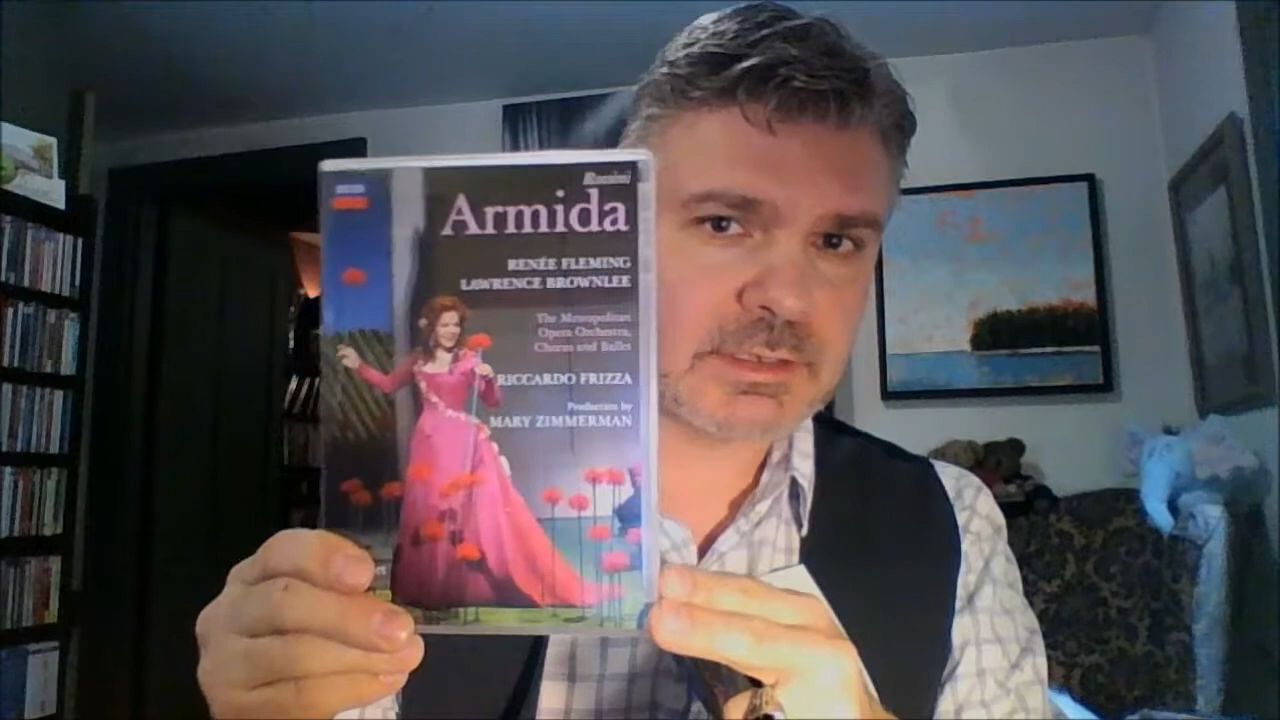 Rossini
Armida
DECCA
RENÉE FLEMING
LAWRENCE BROWNLEE
The Metropolitan
Opera Orchestra,
Chorus and Ballet
RICCARDO FRIZZA
Production by
MARY ZIMMERMAN